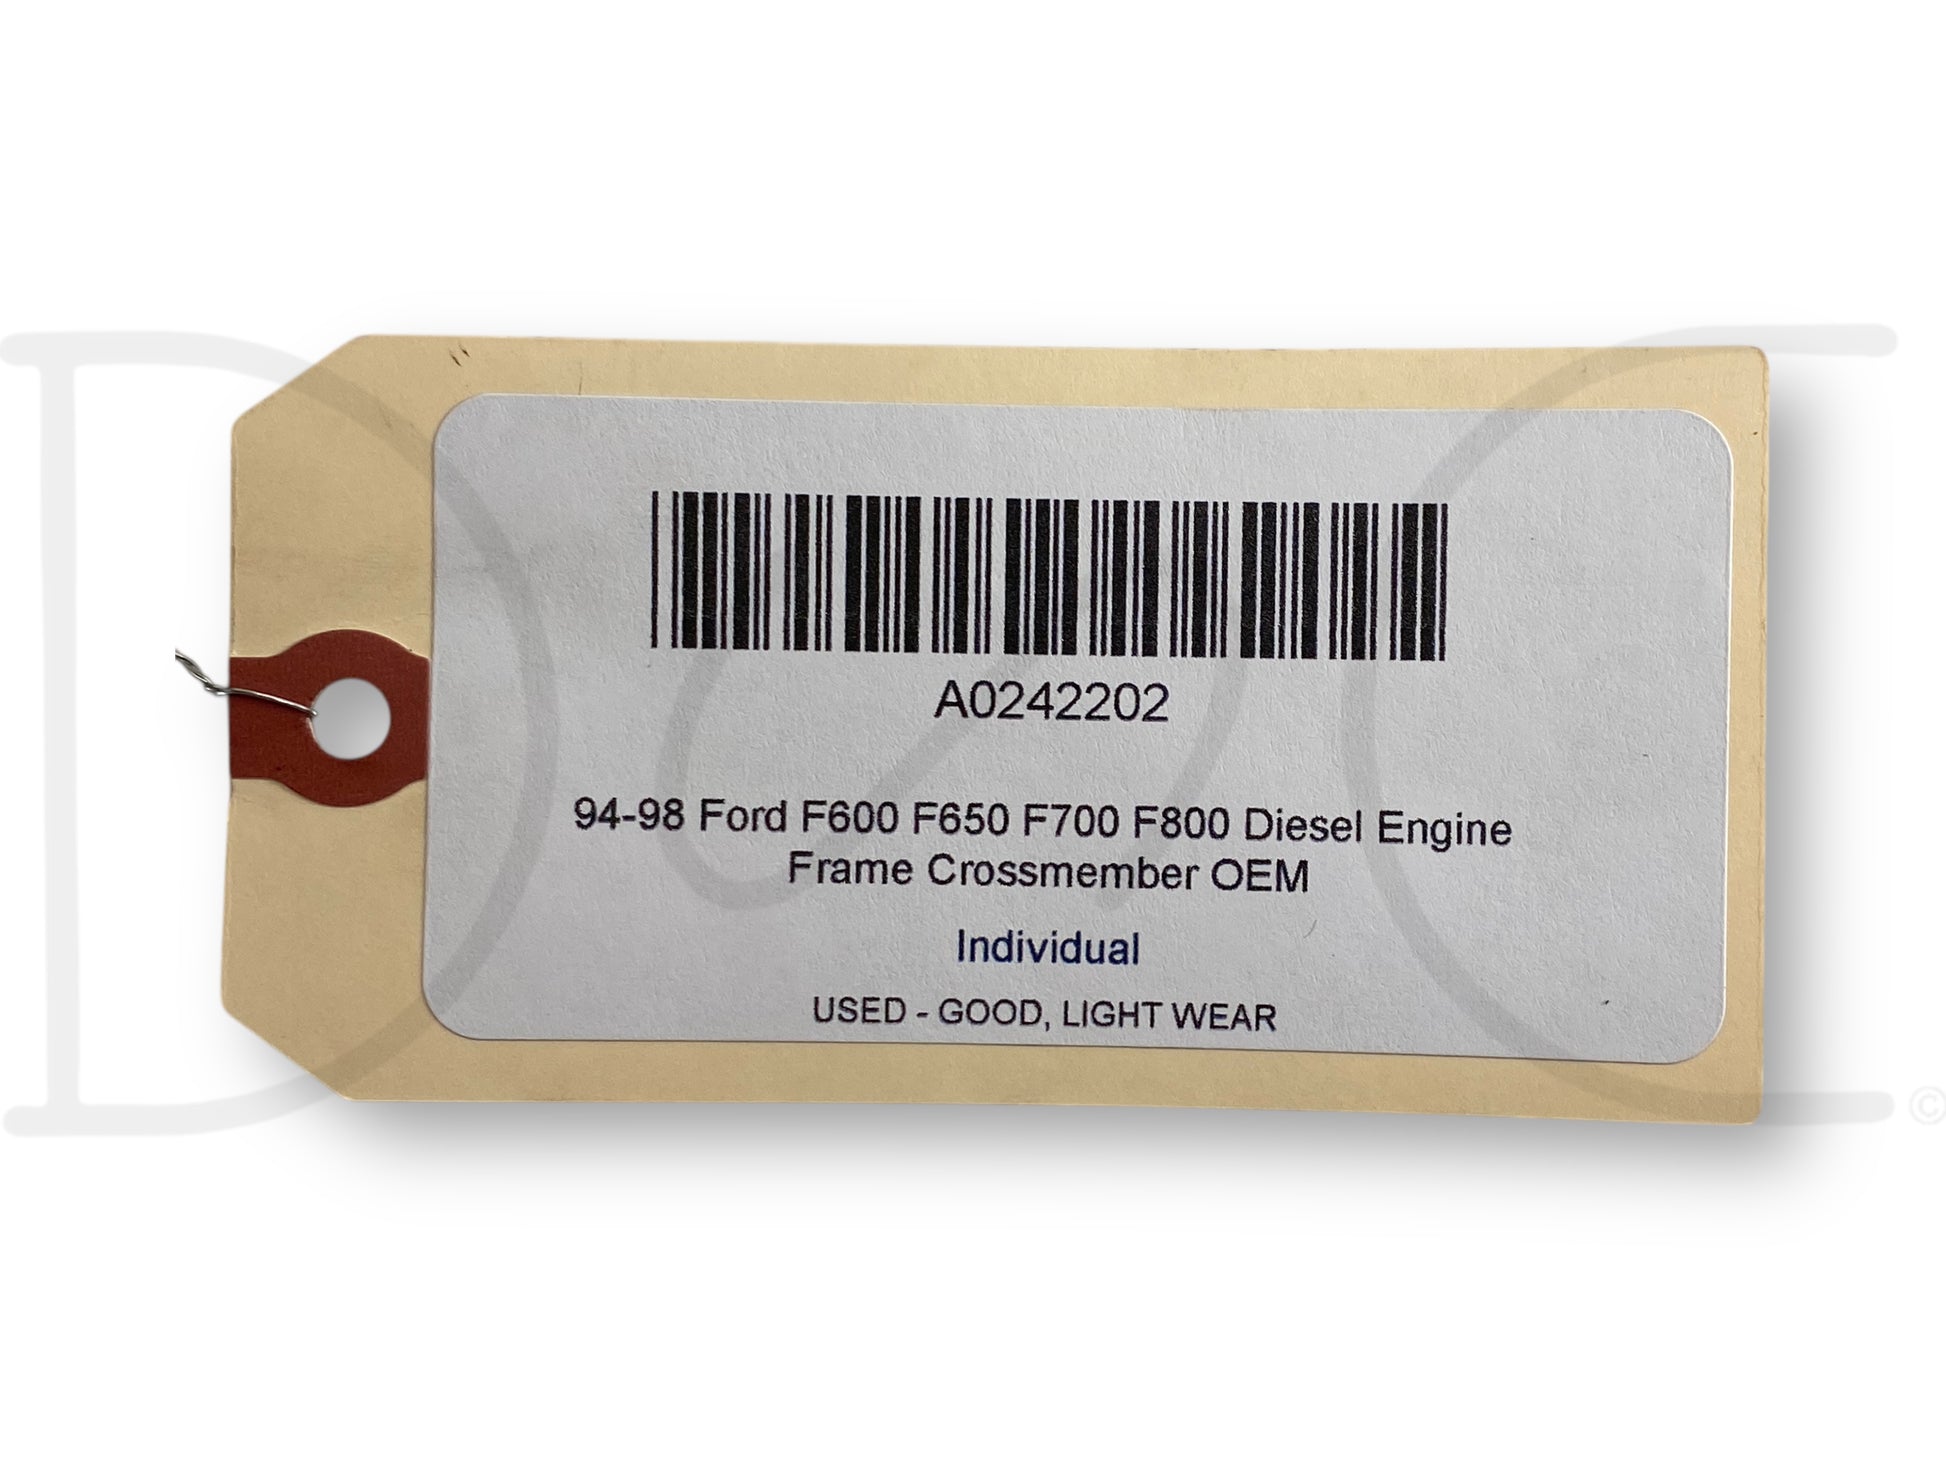 A0242202
94-98 Ford F600 F650 F700 F800 Diesel Engine
Frame Crossmember OEM
Individual
USED - GOOD, LIGHT WEAR
©